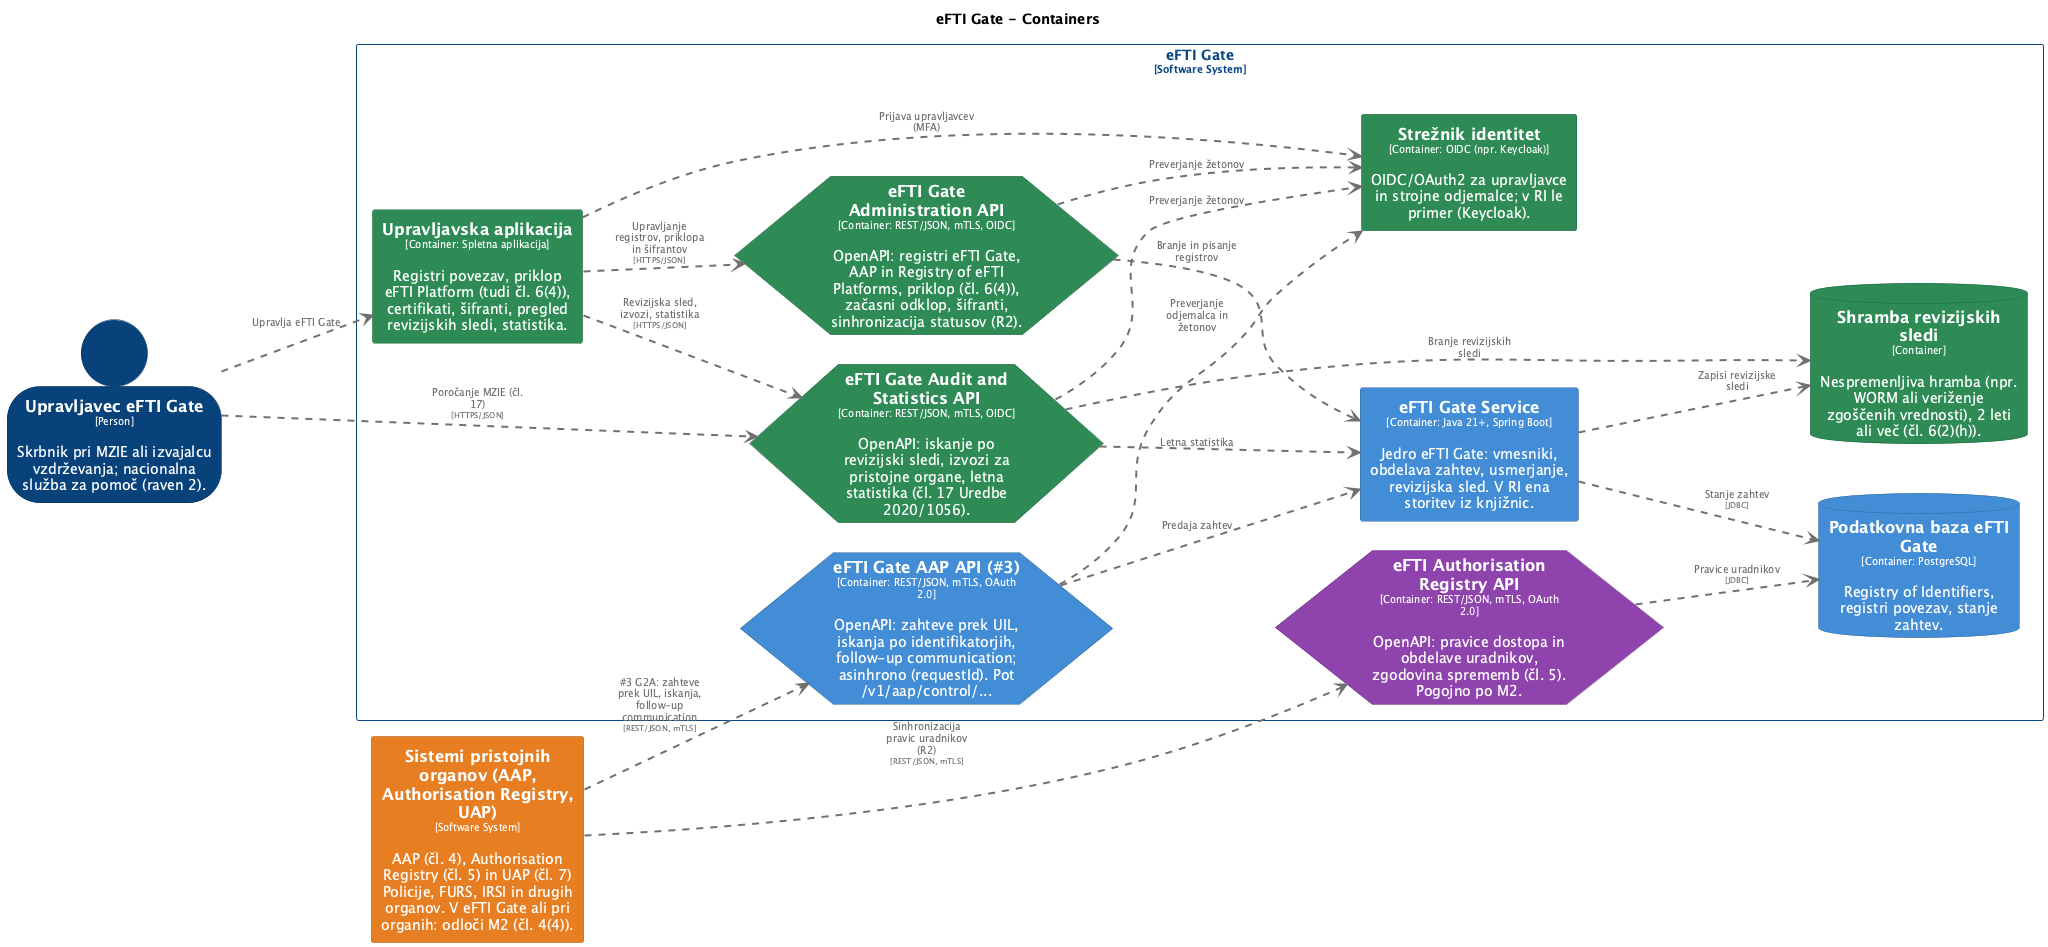 eFTI Gate - Containers
eFTI Gate
[Software System]
Upravljavec eFTI Gate
[Person]
Skrbnik pri MZIE ali izvajalcu
vzdrževanja; nacionalna
služba za pomoč (raven 2).
Upravlja eFTI Gate
Poročanje MZIE (čl.
17)
[HTTPS/JSON]
Upravljavska aplikacija
[Container: Spletna aplikacija]
Registri povezav, priklop
eFTI Platform (tudi čl. 6(4)),
certifikati, šifranti, pregled
revizijskih sledi, statistika.
Prijava upravljavcev
(MFA)
Upravljanje
registrov, priklopa
in šifrantov
[HTTPS/JSON]
Revizijska sled,
izvozi, statistika
[HTTPS/JSON]
eFTI Gate
Administration API
[Container: REST/JSON, mTLS, OIDC]
OpenAPI: registri eFTI Gate,
AAP in Registry of eFTI
Platforms, priklop (čl. 6(4)),
začasni odklop, šifranti,
sinhronizacija statusov (R2).
eFTI Gate Audit and
Statistics API
[Container: REST/JSON, mTLS, OIDC]
OpenAPI: iskanje po
revizijski sledi, izvozi za
pristojne organe, letna
statistika (čl. 17 Uredbe
2020/1056).
eFTI Gate AAP API (#3)
[Container: REST/JSON, mTLS, OAuth
2.0]
OpenAPI: zahteve prek UIL,
iskanja po identifikatorjih,
follow-up communication;
asinhrono (requestId). Pot
/v1/aap/control/...
Preverjanje žetonov
Preverjanje žetonov
Branje in pisanje
registrov
Preverjanje
odjemalca in
žetonov
Letna statistika
Predaja zahtev
Strežnik identitet
[Container: OIDC (npr. Keycloak)]
OIDC/OAuth2 za upravljavce
in strojne odjemalce; v RI le
primer (Keycloak).
Branje revizijskih
sledi
eFTI Gate Service
[Container: Java 21+, Spring Boot]
Jedro eFTI Gate: vmesniki,
obdelava zahtev, usmerjanje,
revizijska sled. V RI ena
storitev iz knjižnic.
eFTI Authorisation
Registry API
[Container: REST/JSON, mTLS, OAuth
2.0]
OpenAPI: pravice dostopa in
obdelave uradnikov,
zgodovina sprememb (čl. 5).
Pogojno po M2.
Zapisi revizijske
sledi
Stanje zahtev
[JDBC]
Pravice uradnikov
[JDBC]
Shramba revizijskih
sledi
[Container]
Nespremenljiva hramba (npr.
WORM ali veriženje
zgoščenih vrednosti), 2 leti
ali več (čl. 6(2)(h)).
Podatkovna baza eFTI
Gate
[Container: PostgreSQL]
Registry of Identifiers,
registri povezav, stanje
zahtev.
#3 G2A: zahteve
prek UIL, iskanja,
follow-up
communication
[REST/JSON, mTLS]
Sinhronizacija
pravic uradnikov
(R2)
[REST/JSON, mTLS]
Sistemi pristojnih
organov (AAP,
Authorisation Registry,
UAP)
[Software System]
AAP (čl. 4), Authorisation
Registry (čl. 5) in UAP (čl. 7)
Policije, FURS, IRSI in drugih
organov. V eFTI Gate ali pri
organih: odloči M2 (čl. 4(4)).